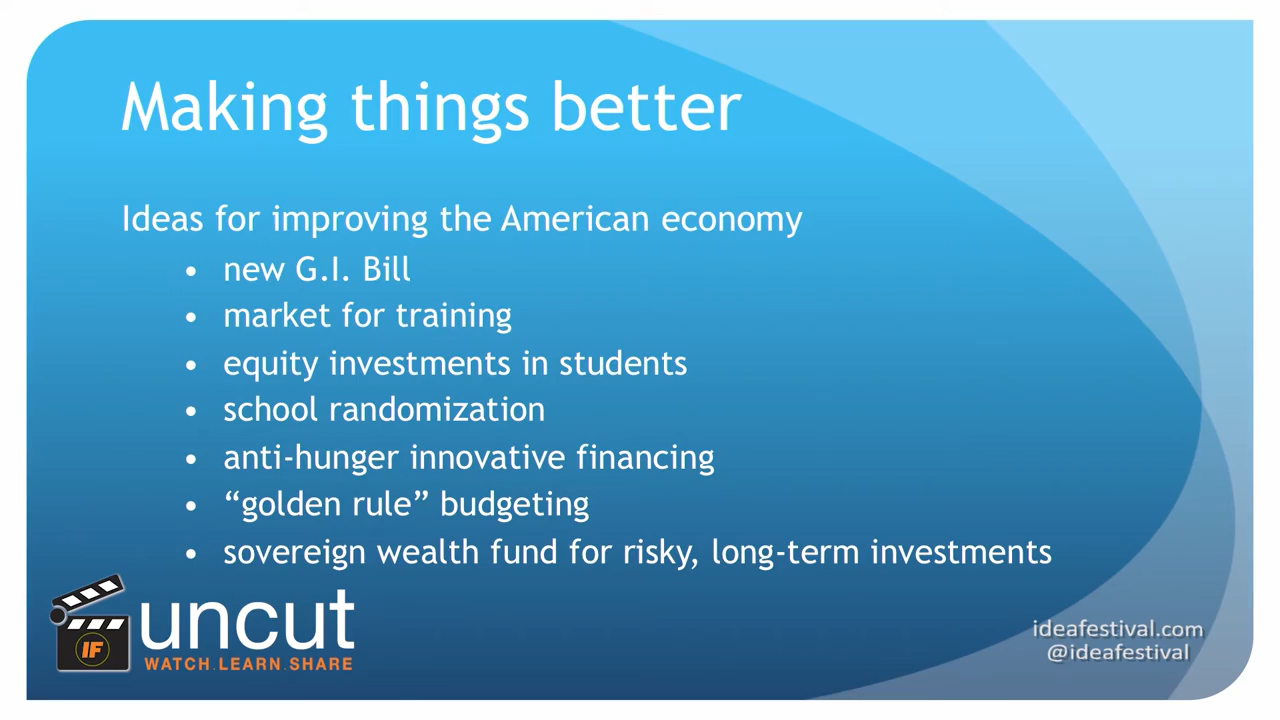 Making things better
Ideas for improving the American economy
• new G.I. Bill
• market for training
• equity investments in students
• school randomization
• anti-hunger innovative financing
• “golden rule” budgeting
• sovereign wealth fund for risky, long-term investments
IF
uncut
WATCH.LEARN.SHARE
ideafestival.com
@ideafestival